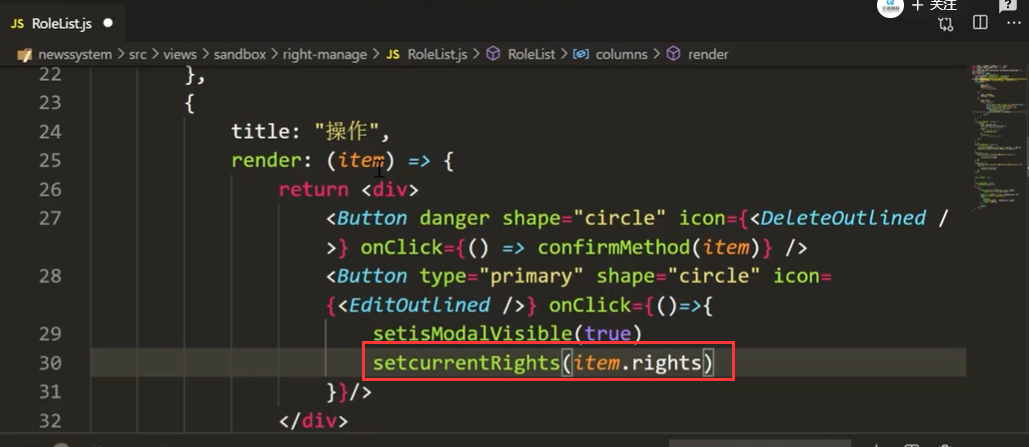 + 关注
JS RoleList.js ●
newssystem > src > views > sandbox > right-manage > JS RoleList.js > RoleList > columns > render
22 },
23 {
24 title: "操作",
25 render: (item) => {
26 return <div>
27 <Button danger shape="circle" icon={<DeleteOutlined /
>} onClick={() => confirmMethod(item)} />
28 <Button type="primary" shape="circle" icon=
{<EditOutlined />} onClick={()=>{
29 setisModalVisible(true)
30 setcurrentRights(item.rights)
31 }}/>
32 </div>